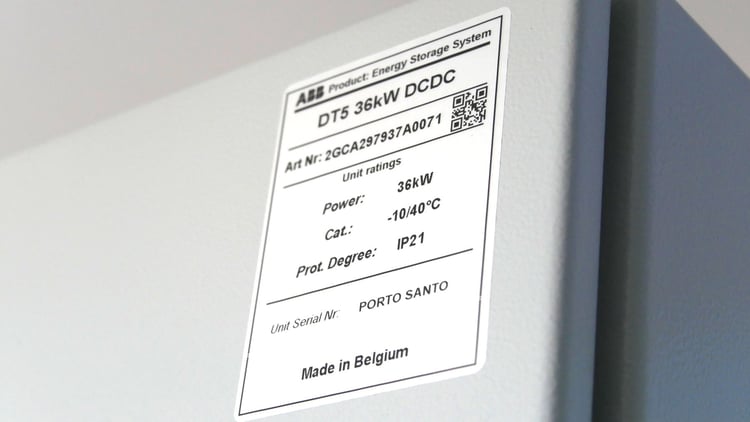 ABB Product: Energy Storage System
DT5 36kW DCDC
Art Nr: 2GCA297937A0071
Unit ratings
Power: 36kW
Cat.: -10/40°C
Prot. Degree: IP21
Unit Serial Nr: PORTO SANTO
Made in Belgium